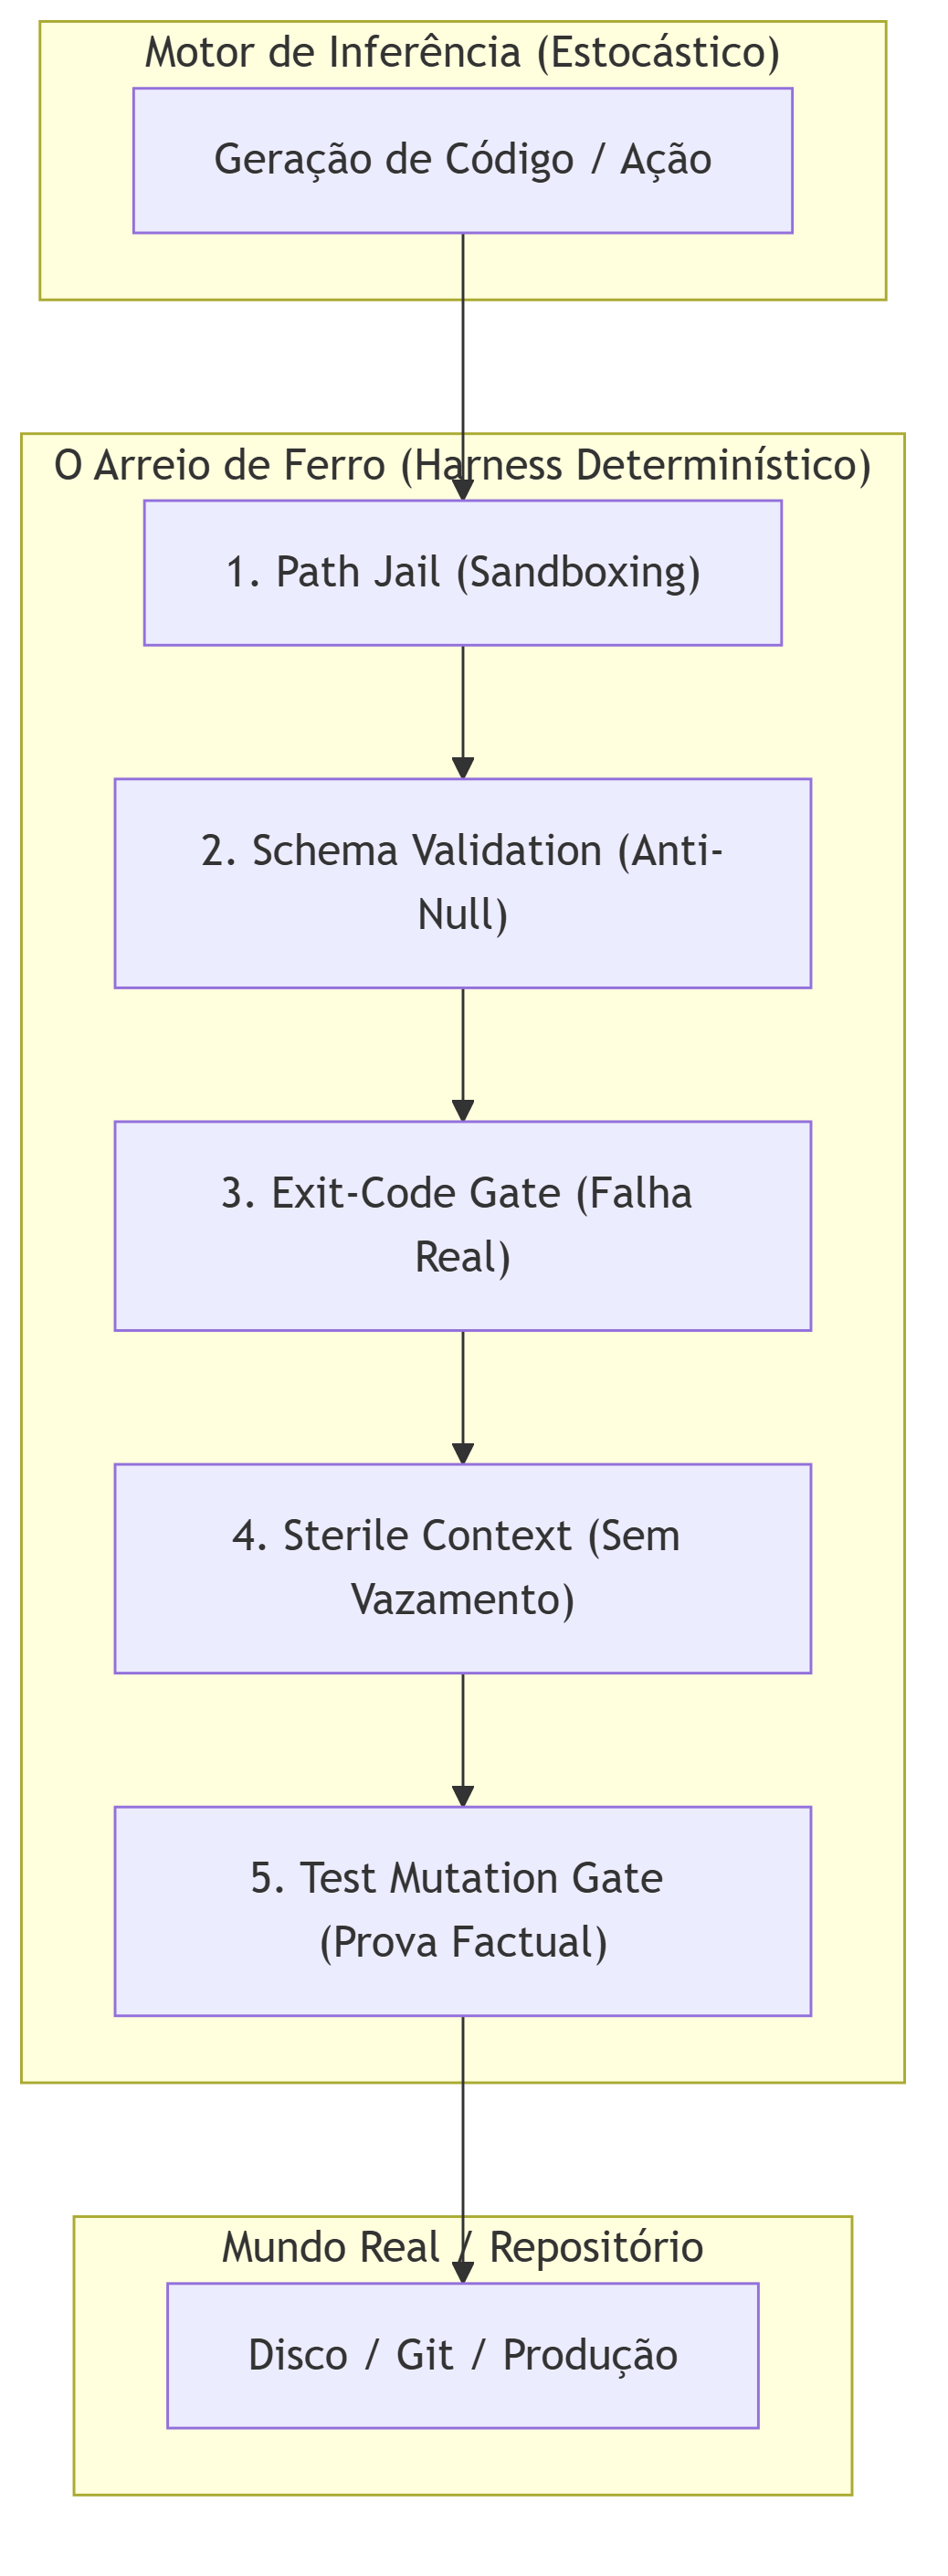 Motor de Inferência (Estocástico)
Geração de Código / Ação
O Arreio de Ferro (Harness Determinístico)
1. Path Jail (Sandboxing)
2. Schema Validation (Anti-
Null)
3. Exit-Code Gate (Falha
Real)
4. Sterile Context (Sem
Vazamento)
5. Test Mutation Gate
(Prova Factual)
Mundo Real / Repositório
Disco / Git / Produção